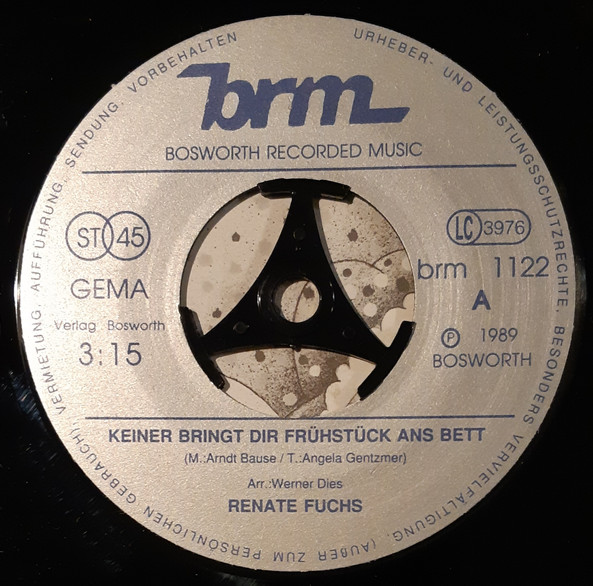 URHEBER- UND LEISTUNGSSCHUTZRECHTE, BESONDERS VERVIELFÄLTIGUNG, (AUßER ZUM PERSÖNLICHEN GEBRAUCH) VERMIETUNG, AUFFÜHRUNG, SENDUNG, VORBEHALTEN
brm
BOSWORTH RECORDED MUSIC
ST 45
GEMA
Verlag Bosworth
3:15
LC 3976
brm 1122
A
℗ 1989
BOSWORTH
KEINER BRINGT DIR FRÜHSTÜCK ANS BETT
(M.:Arndt Bause / T.:Angela Gentzmer)
Arr.:Werner Dies
RENATE FUCHS